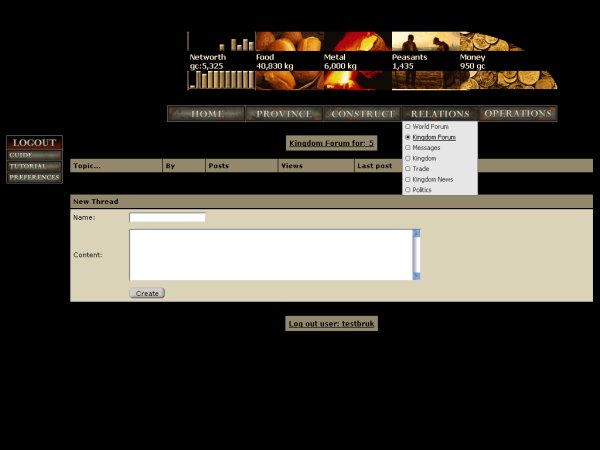 Networth Food Metal Peasants Money
gc:5,325 40,830 kg 6,000 kg 1,435 950 gc
HOME PROVINCE CONSTRUCT RELATIONS OPERATIONS
World Forum
Kingdom Forum
Messages
Kingdom
Trade
Kingdom News
Politics
LOGOUT
GUIDE
TUTORIAL
PREFERENCES
Kingdom Forum for: 5
Topic... By Posts Views Last post
New Thread
Name:
Content:
Create
Log out user: testbruk